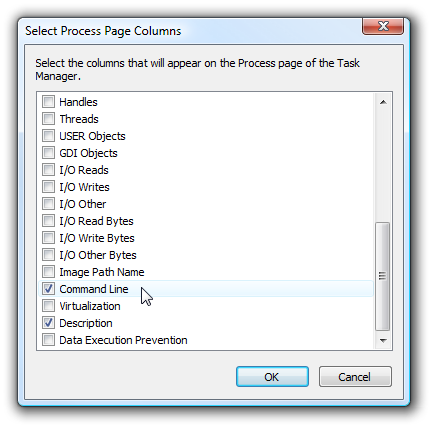 Select Process Page Columns
Select the columns that will appear on the Process page of the Task
Manager.
Handles
Threads
USER Objects
GDI Objects
I/O Reads
I/O Writes
I/O Other
I/O Read Bytes
I/O Write Bytes
I/O Other Bytes
Image Path Name
Command Line
Virtualization
Description
Data Execution Prevention
OK
Cancel